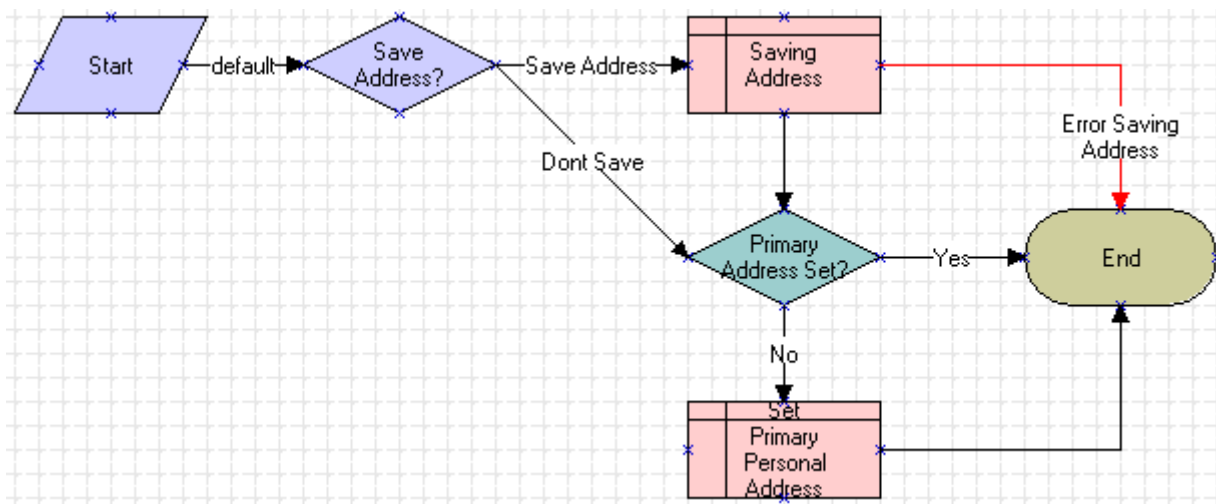 Start
default
Save
Address?
Save Address
Saving
Address
Dont Save
Error Saving
Address
Primary
Address Set?
Yes
End
No
Set
Primary
Personal
Address